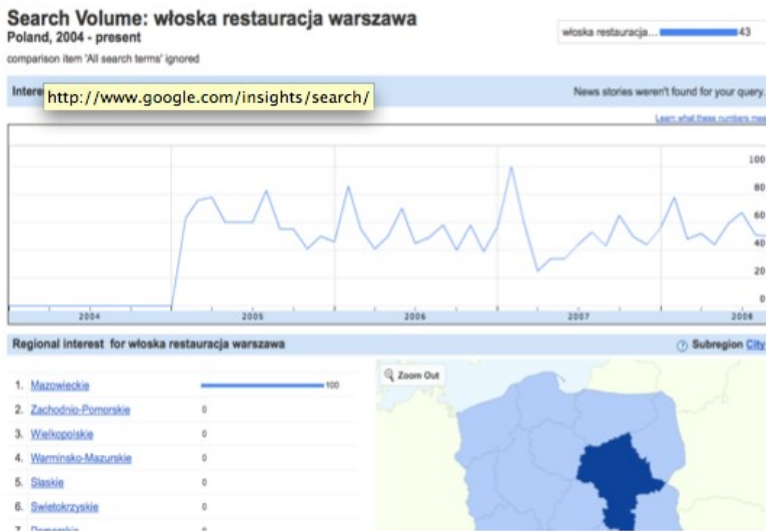 Search Volume: włoska restauracja warszawa
Poland, 2004 - present
włoska restauracja... 43
comparison item 'All search terms' ignored
Intere
http://www.google.com/insights/search/
News stories weren't found for your query.
Learn what these numbers mea
100
80
60
40
20
0
2004 2005 2006 2007 2008
Regional interest for włoska restauracja warszawa
? Subregion City
1. Mazowieckie 100
2. Zachodnio-Pomorskie 0
3. Wielkopolskie 0
4. Warminsko-Mazurskie 0
5. Slaskie 0
6. Swietokrzyskie 0
7. Pomorskie 0
Zoom Out